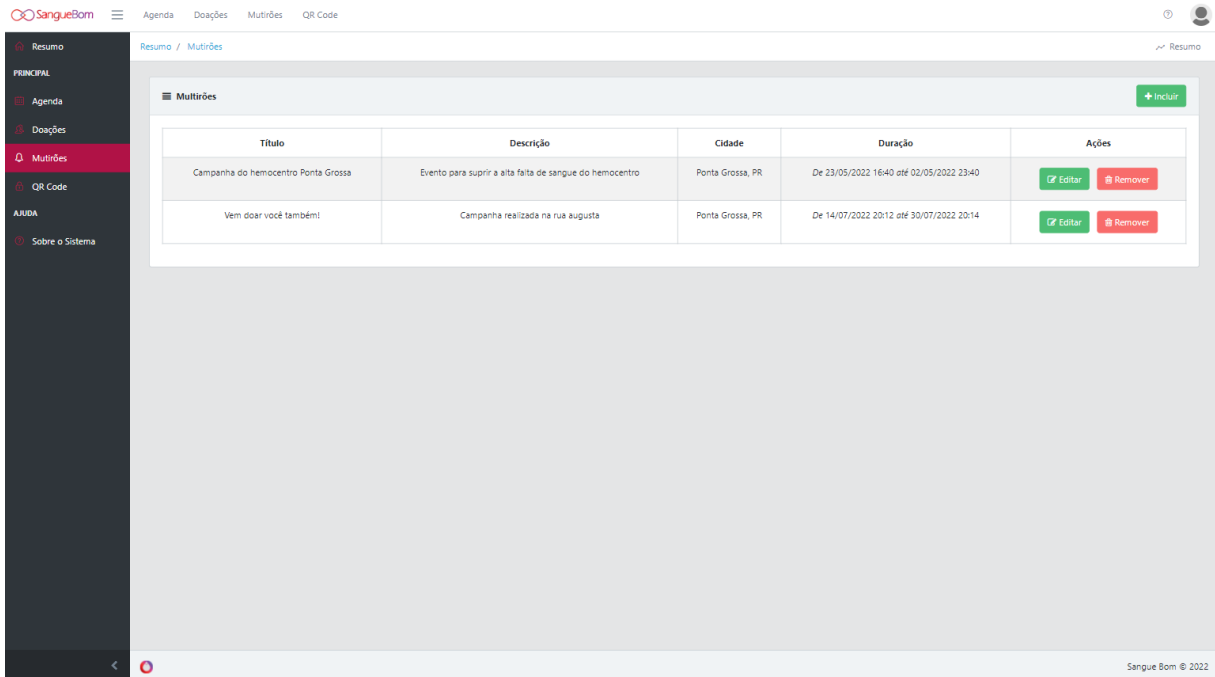 SangueBom Agenda Doações Mutirões QR Code
Resumo
Resumo / Mutirões
Resumo
PRINCIPAL
Agenda
Doações
Mutirões
QR Code
AJUDA
Sobre o Sistema
Multirões
Incluir
Título Descrição Cidade Duração Ações
Campanha do hemocentro Ponta Grossa Evento para suprir a alta falta de sangue do hemocentro Ponta Grossa, PR De 23/05/2022 16:40 até 02/05/2022 23:40 Editar Remover
Vem doar você também! Campanha realizada na rua augusta Ponta Grossa, PR De 14/07/2022 20:12 até 30/07/2022 20:14 Editar Remover
Sangue Bom © 2022